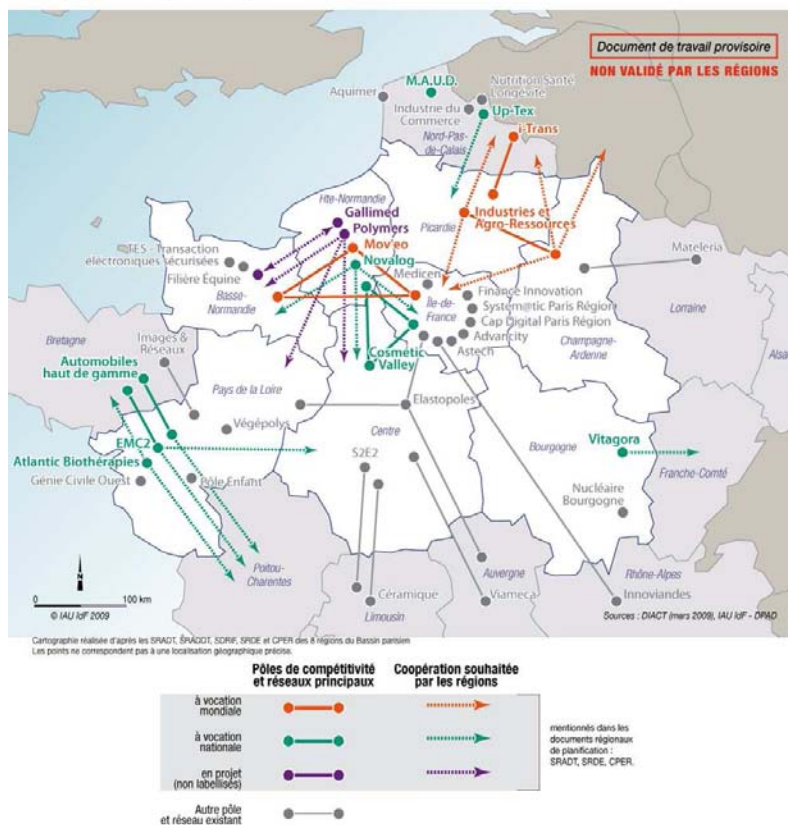 Document de travail provisoire
NON VALIDÉ PAR LES RÉGIONS
M.A.U.D.
Nutrition Santé
Longévité
Aquimer
Industrie du
Commerce
Up-Tex
Nord-Pas-
de-Calais
i-Trans
Hte-Normandie
Gallimed
Polymers
Picardie
Industries et
Agro-Ressources
Mov'eo
TES - Transaction
électroniques sécurisées
Novalog
Filière Équine
Medicen
Mateleria
Basse-
Normandie
Île-de-
France
Finance Innovation
System@tic Paris Région
Cap Digital Paris Région
Advancity
Astech
Lorraine
Champagne-
Ardenne
Alsa
Bretagne
Images &
Réseaux
Automobiles
haut de gamme
Cosmetic
Valley
Pays de la Loire
Elastopoles
Végépolys
Centre
EMC2
Bourgogne
Vitagora
S2E2
Atlantic Biothérapies
Franche-Comté
Génie Civile Ouest
Pôle Enfant
Nucléaire
Bourgogne
N
Poitou-
Charentes
Auvergne
Rhône-Alpes
0 100 km
Céramique
Limousin
Viameca
Innoviandes
© IAU IdF 2009
Sources : DIACT (mars 2009), IAU IdF - DPAD
Cartographie réalisée d'après les SRADT, SRADDT, SDRIF, SRDE et CPER des 8 régions du Bassin parisien
Les points ne correspondent pas à une localisation géographique précise.
Pôles de compétitivité
et réseaux principaux
Coopération souhaitée
par les régions
à vocation
mondiale
à vocation
nationale
en projet
(non labellisés)
mentionnés dans les
documents régionaux
de planification :
SRADT, SRDE, CPER.
Autre pôle
et réseau existant